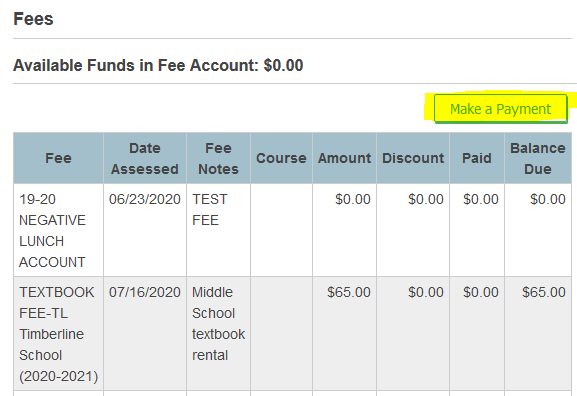 Fees
Available Funds in Fee Account: $0.00
Make a Payment
Fee Date Assessed Fee Notes Course Amount Discount Paid Balance Due
19-20 NEGATIVE LUNCH ACCOUNT 06/23/2020 TEST FEE $0.00 $0.00 $0.00 $0.00
TEXTBOOK FEE-TL Timberline School (2020-2021) 07/16/2020 Middle School textbook rental $65.00 $0.00 $0.00 $65.00